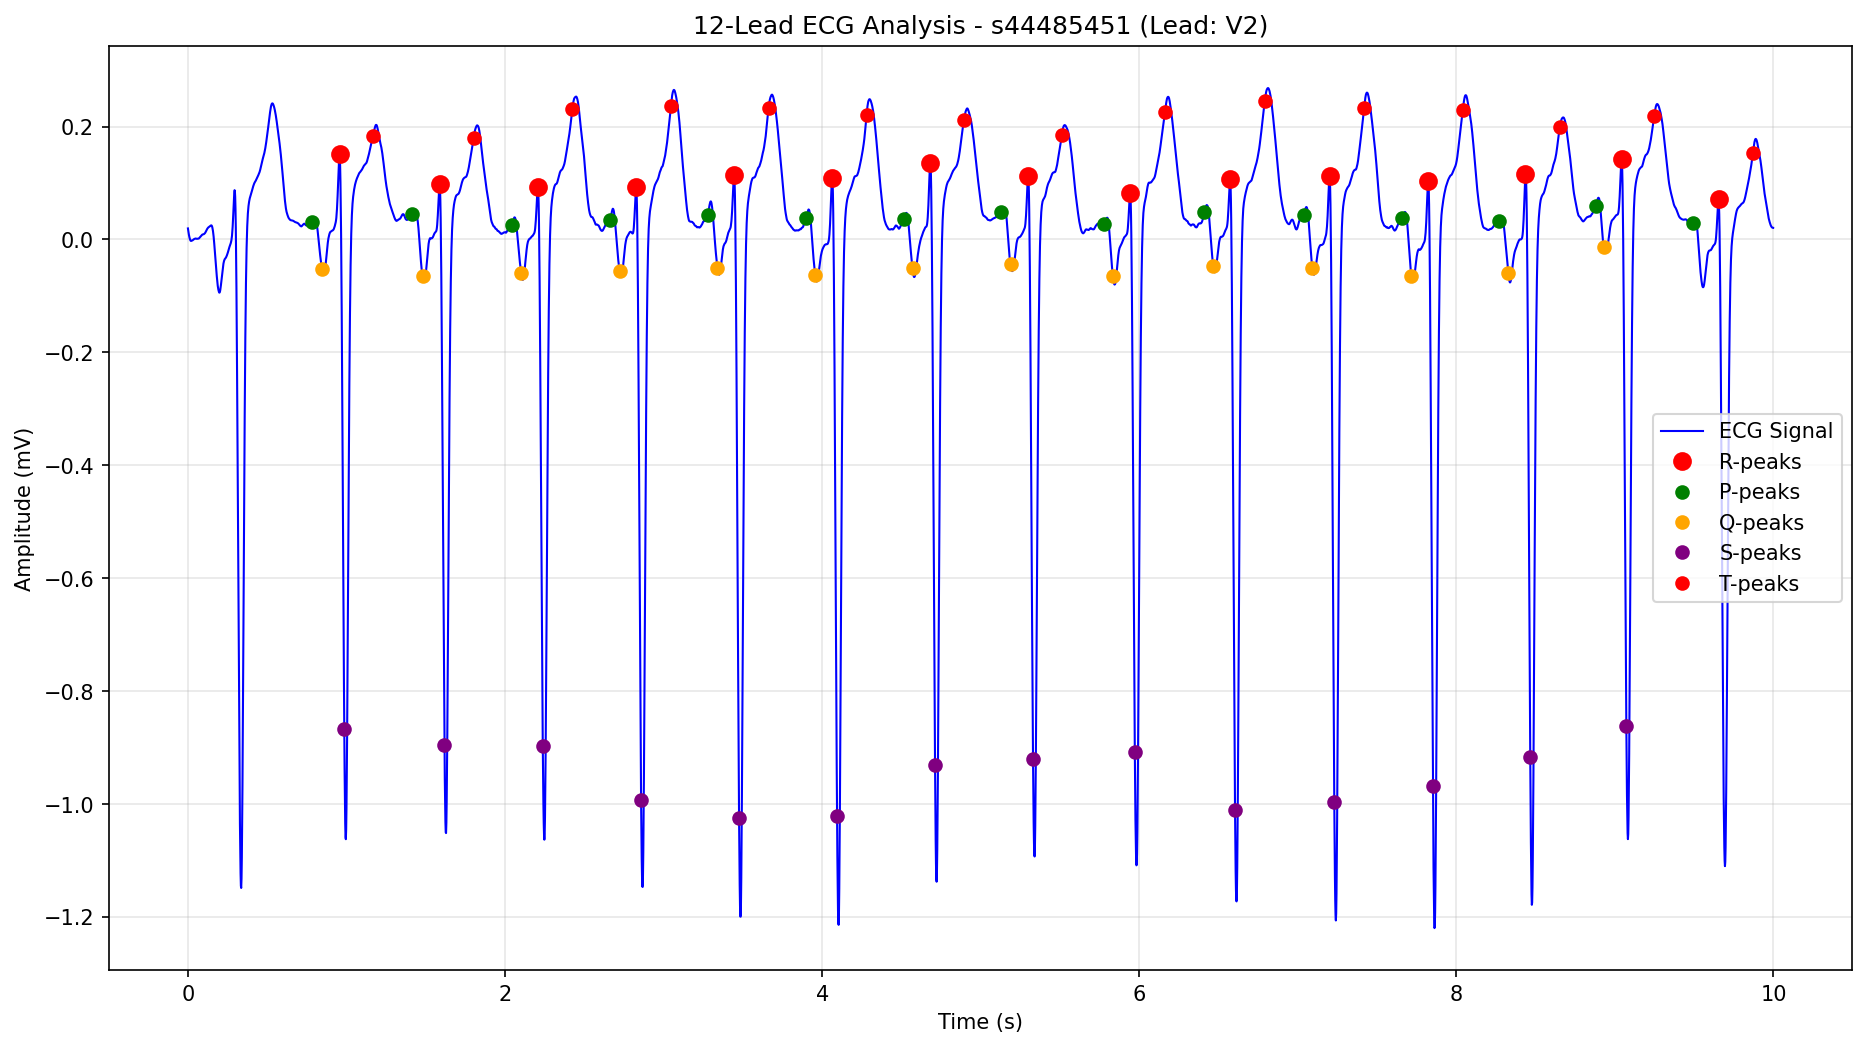 12-Lead ECG Analysis - s44485451 (Lead: V2)
Amplitude (mV)
0.2
0.0
−0.2
−0.4
−0.6
−0.8
−1.0
−1.2
ECG Signal
R-peaks
P-peaks
Q-peaks
S-peaks
T-peaks
0 2 4 6 8 10
Time (s)